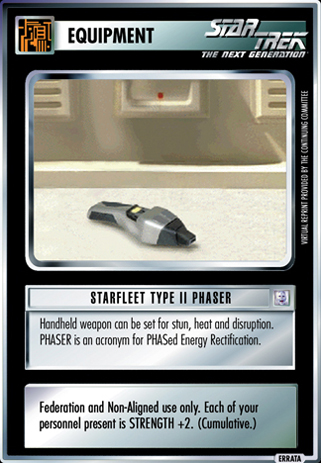 EQUIPMENT
STAR TREK
THE NEXT GENERATION
VIRTUAL REPRINT PROVIDED BY THE CONTINUING COMMITTEE
STARFLEET TYPE II PHASER
Handheld weapon can be set for stun, heat and disruption.
PHASER is an acronym for PHASed Energy Rectification.
Federation and Non-Aligned use only. Each of your
personnel present is STRENGTH +2. (Cumulative.)
ERRATA